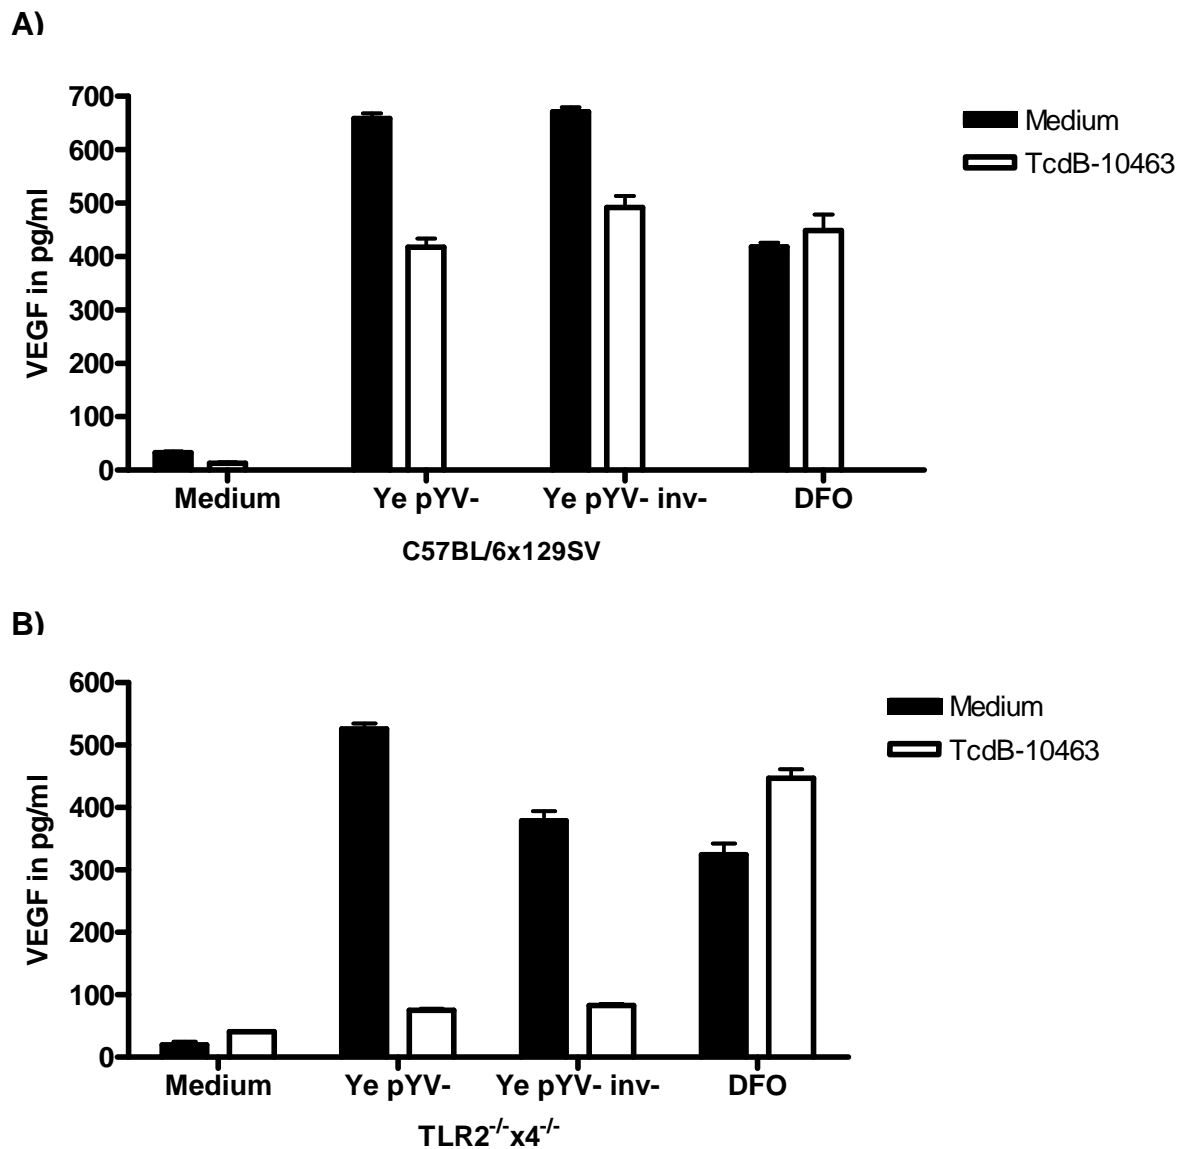 A)
VEGF in pg/ml
700
600
500
400
300
200
100
0
Medium
TcdB-10463
Medium Ye pYV- Ye pYV- inv- DFO
C57BL/6x129SV
B)
VEGF in pg/ml
600
500
400
300
200
100
0
Medium
TcdB-10463
Medium Ye pYV- Ye pYV- inv- DFO
TLR2-/-x4-/-